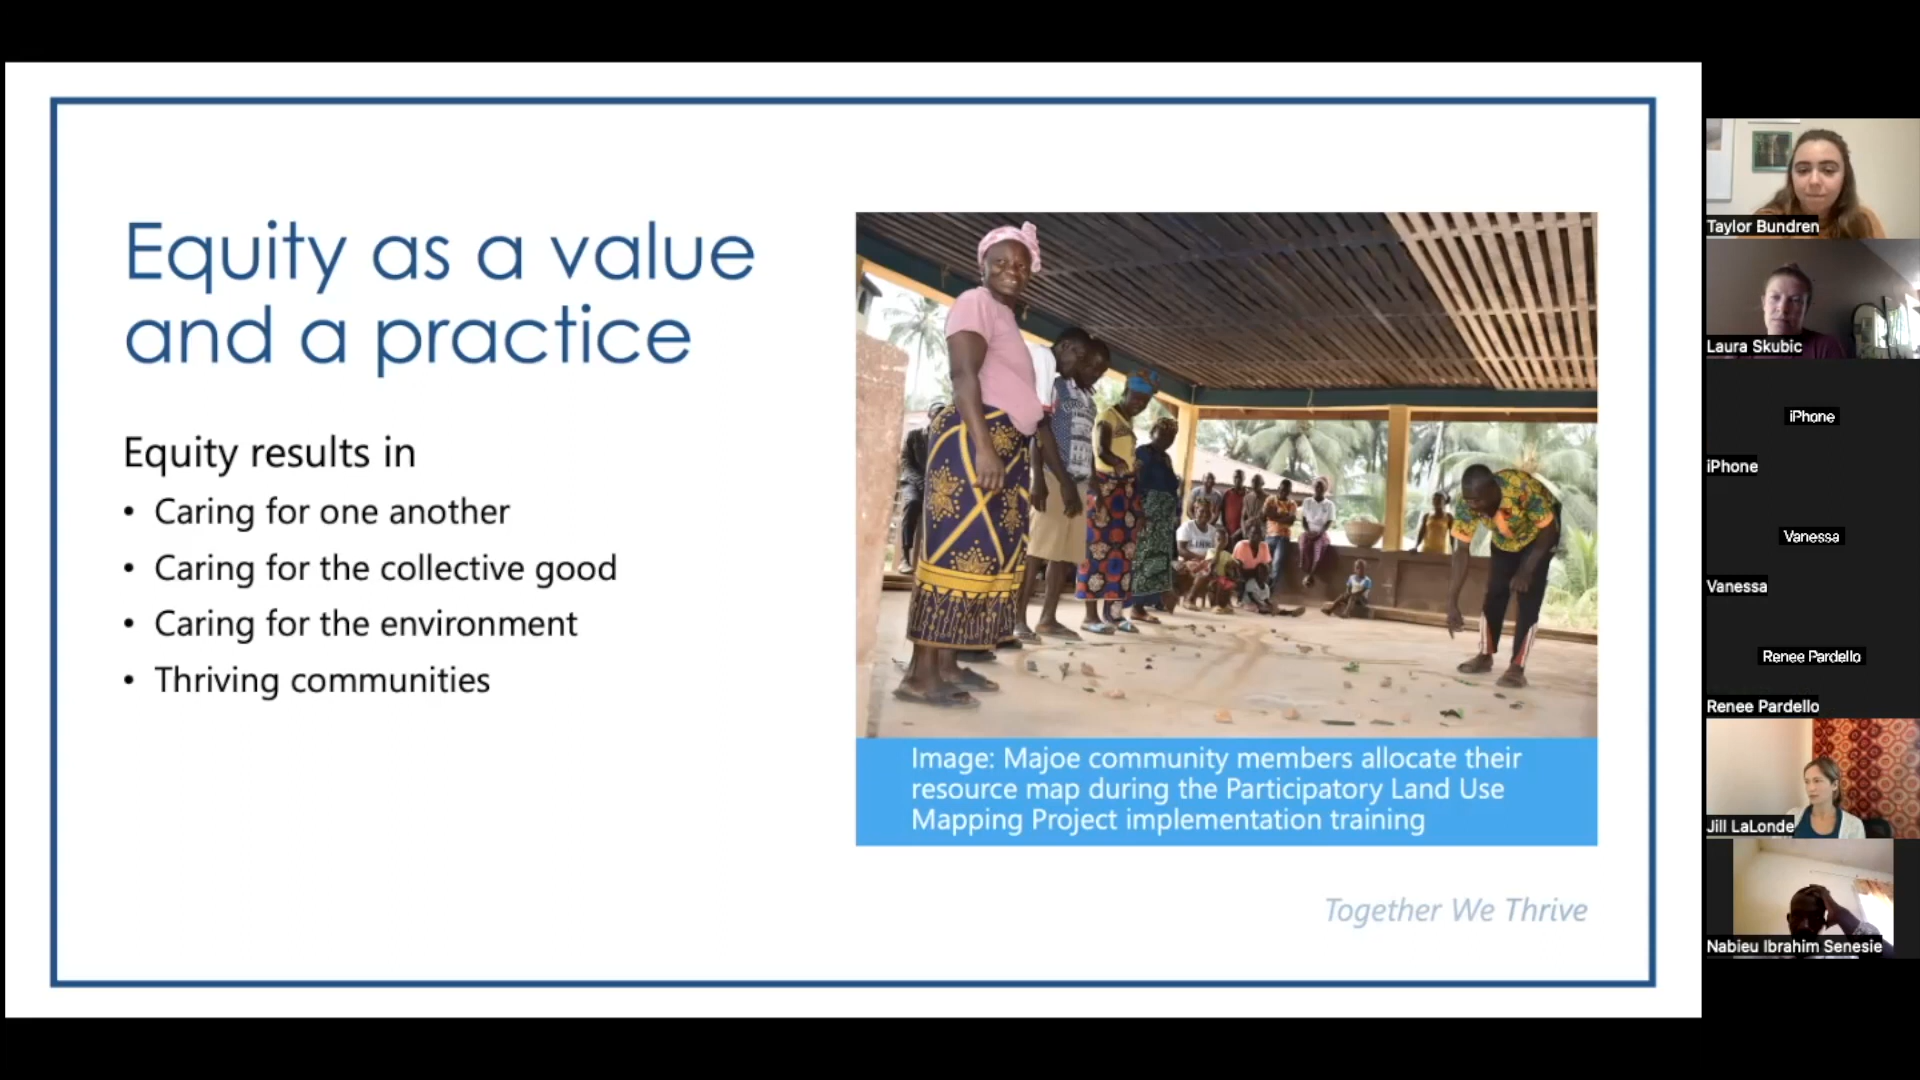 Equity as a value
and a practice
Equity results in
• Caring for one another
• Caring for the collective good
• Caring for the environment
• Thriving communities
Image: Majoe community members allocate their
resource map during the Participatory Land Use
Mapping Project implementation training
Together We Thrive
Taylor Bundren
Laura Skubic
iPhone
iPhone
Vanessa
Vanessa
Renee Pardello
Renee Pardello
Jill LaLonde
Nabieu Ibrahim Senesie